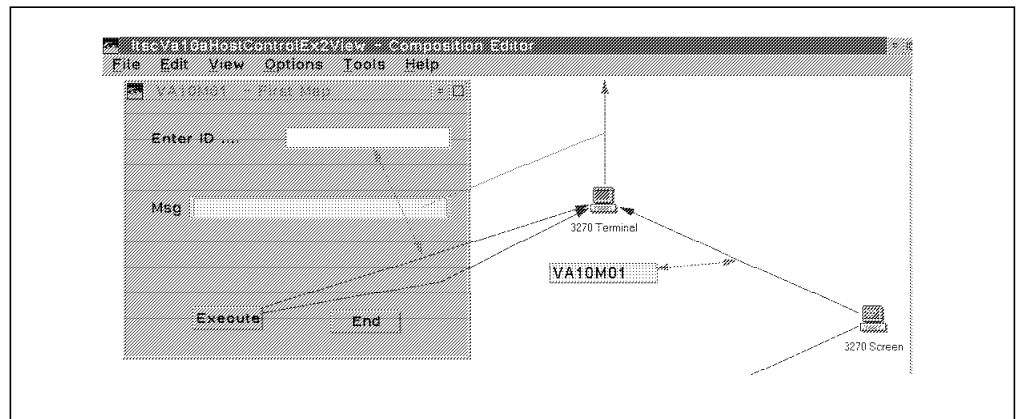 ItscVa10aHostControlEx2View - Composition Editor
File Edit View Options Tools Help
VA10M01 - First Map
Enter ID ....
Msg
3270 Terminal
VA10M01
Execute
End
3270 Screen